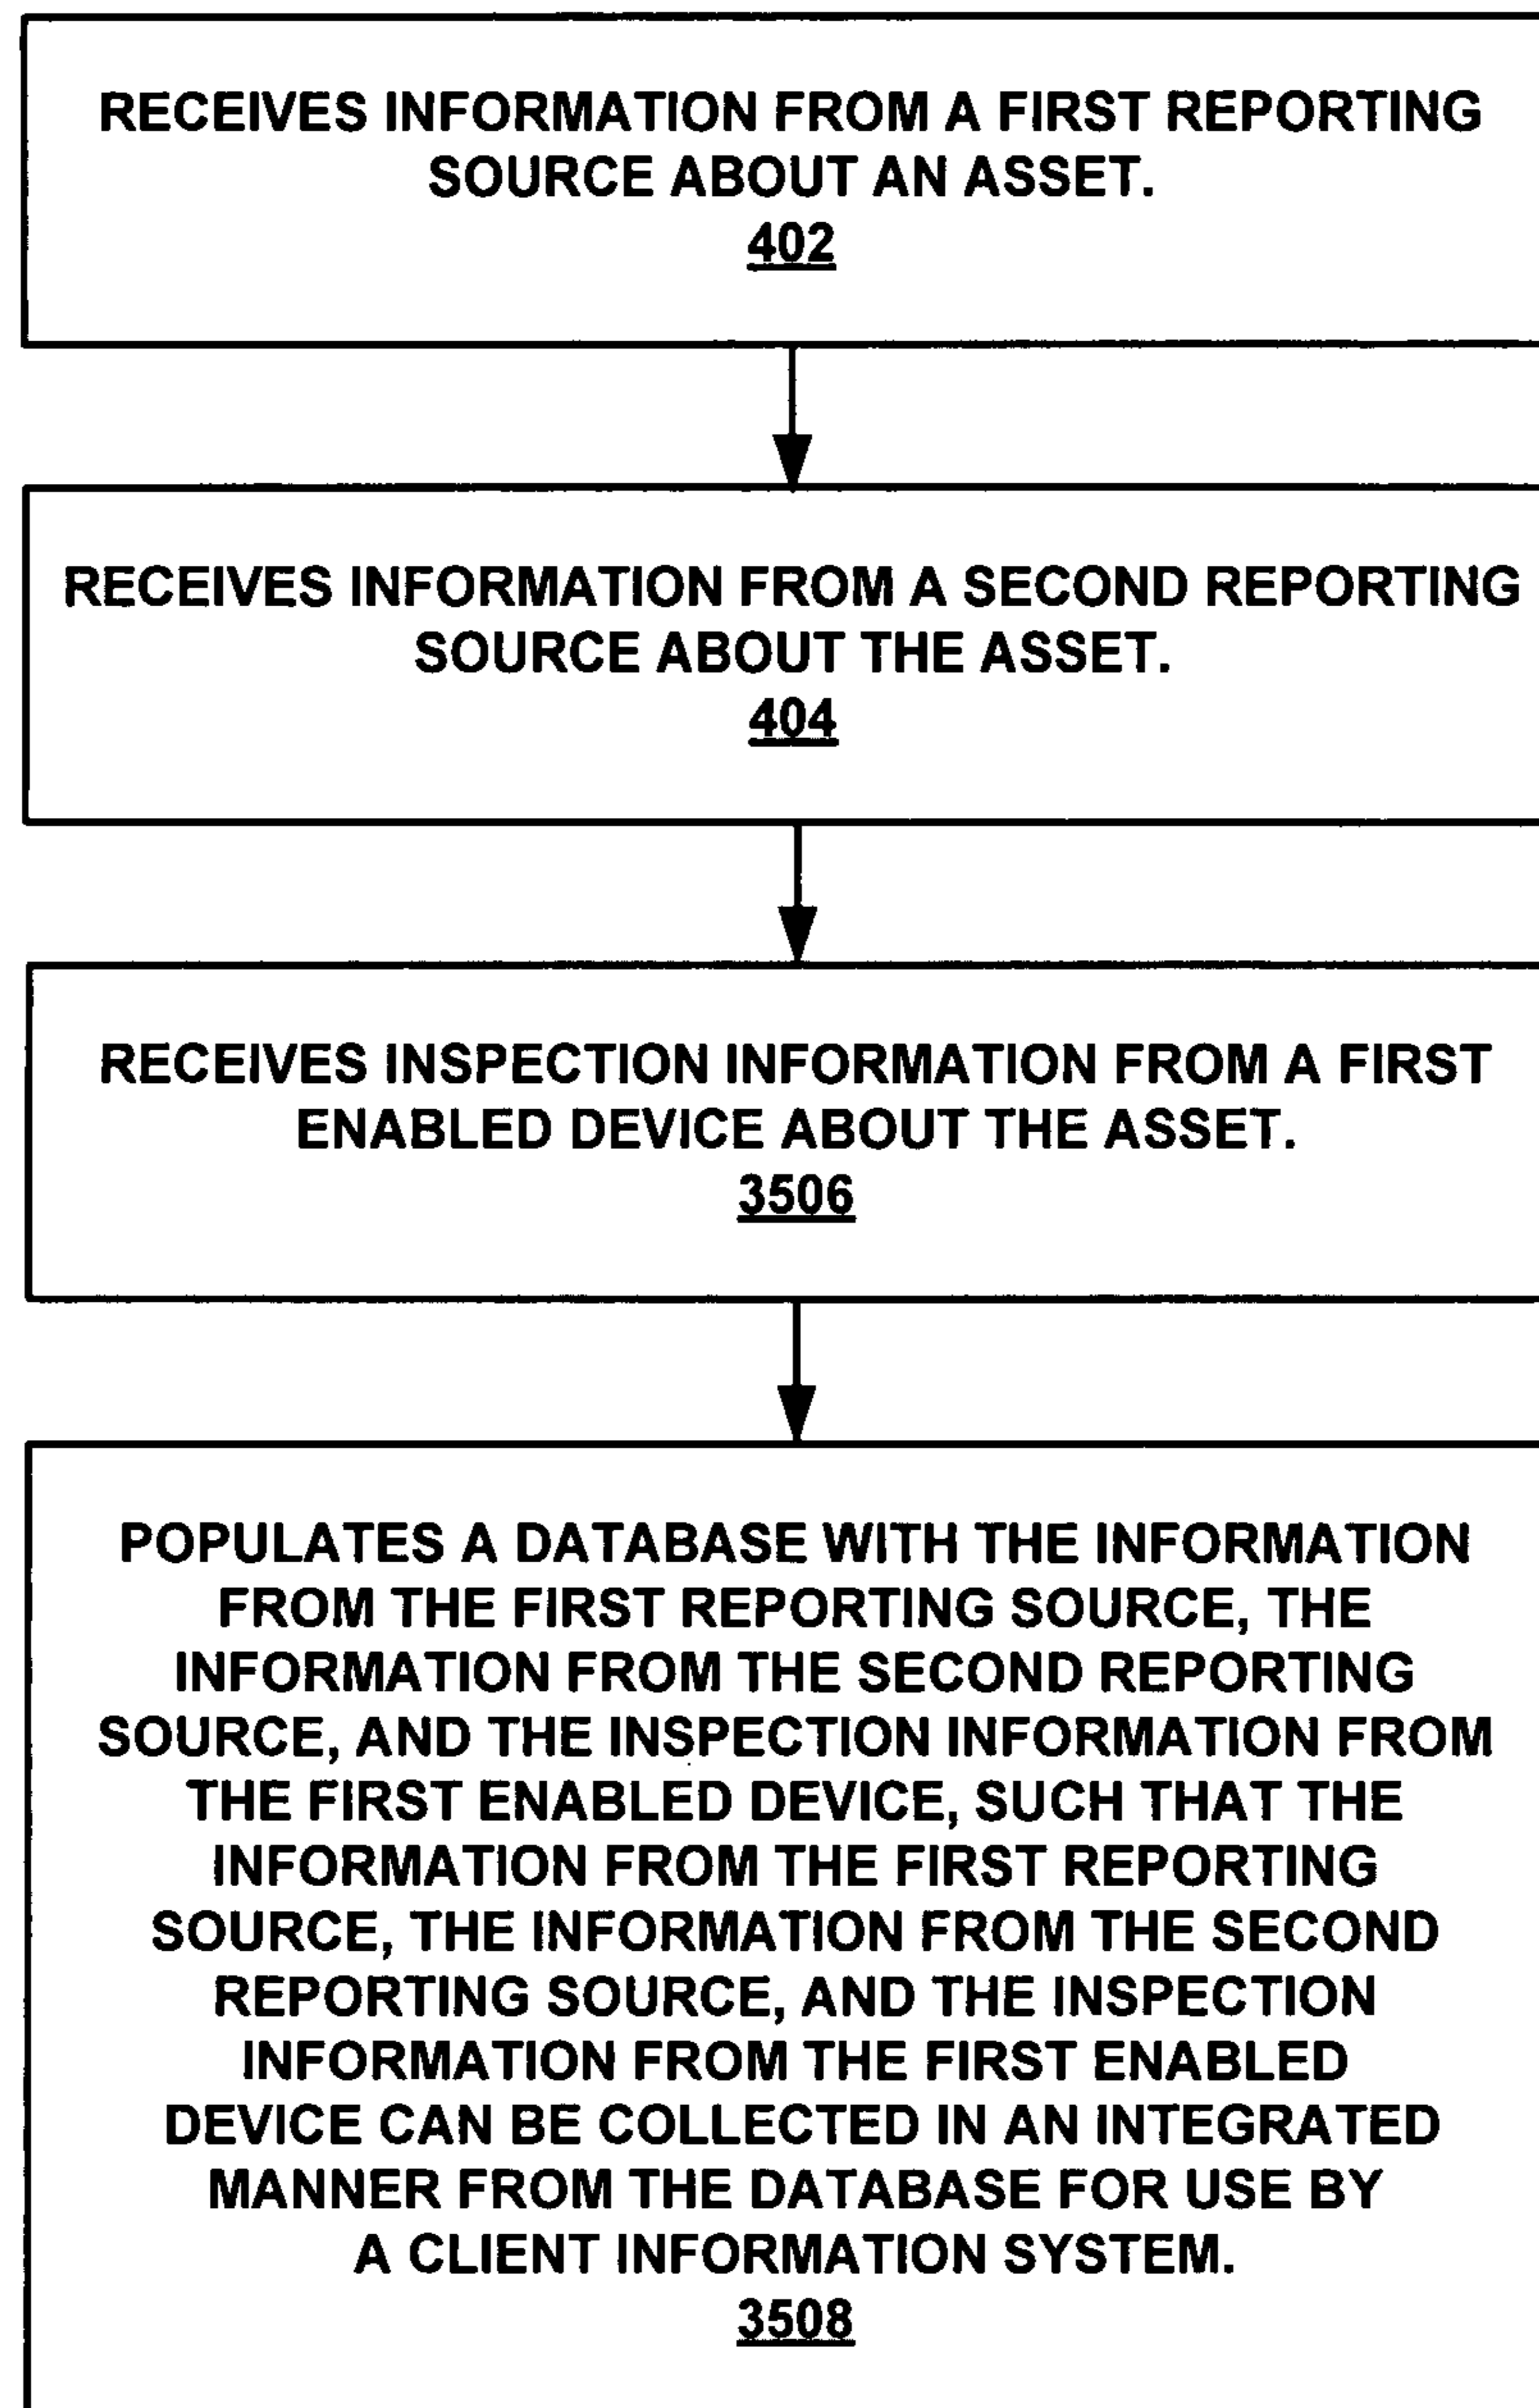 RECEIVES INFORMATION FROM A FIRST REPORTING
SOURCE ABOUT AN ASSET.
402
RECEIVES INFORMATION FROM A SECOND REPORTING
SOURCE ABOUT THE ASSET.
404
RECEIVES INSPECTION INFORMATION FROM A FIRST
ENABLED DEVICE ABOUT THE ASSET.
3506
POPULATES A DATABASE WITH THE INFORMATION
FROM THE FIRST REPORTING SOURCE, THE
INFORMATION FROM THE SECOND REPORTING
SOURCE, AND THE INSPECTION INFORMATION FROM
THE FIRST ENABLED DEVICE, SUCH THAT THE
INFORMATION FROM THE FIRST REPORTING
SOURCE, THE INFORMATION FROM THE SECOND
REPORTING SOURCE, AND THE INSPECTION
INFORMATION FROM THE FIRST ENABLED
DEVICE CAN BE COLLECTED IN AN INTEGRATED
MANNER FROM THE DATABASE FOR USE BY
A CLIENT INFORMATION SYSTEM.
3508